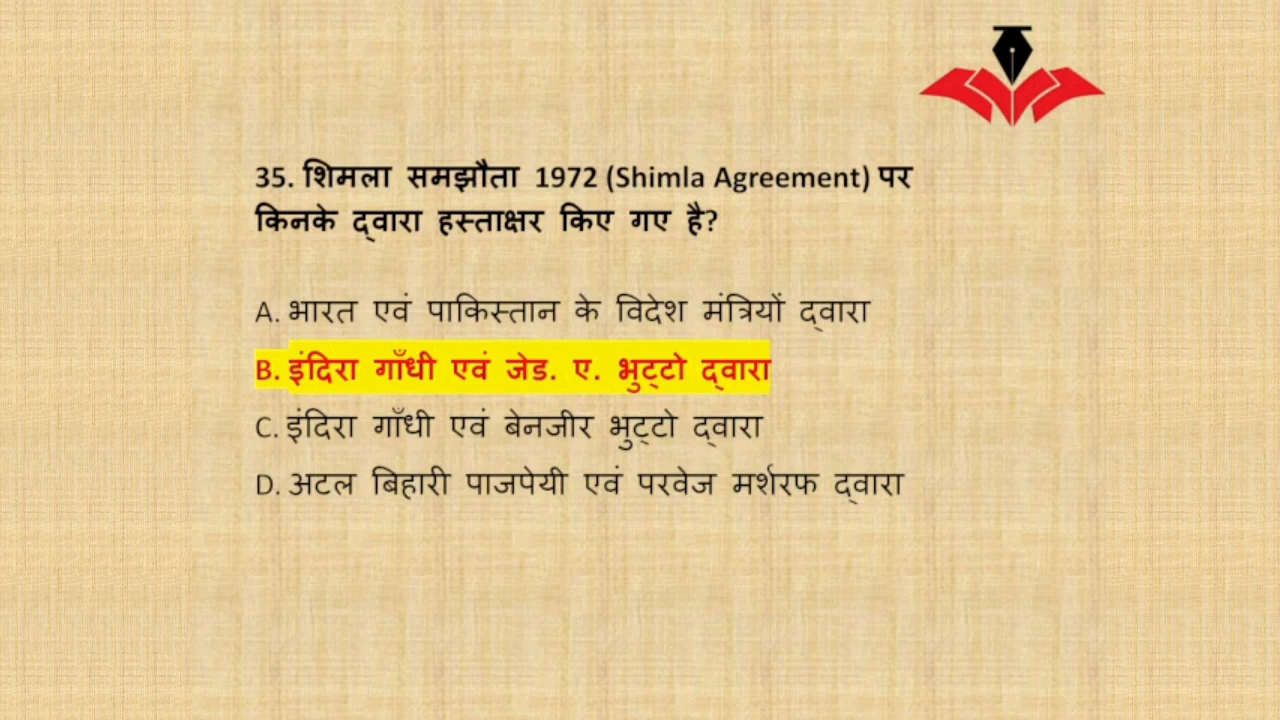 35. शिमला समझौता 1972 (Shimla Agreement) पर
किनके द्वारा हस्ताक्षर किए गए है?
A. भारत एवं पाकिस्तान के विदेश मंत्रियों द्वारा
B. इंदिरा गाँधी एवं जेड. ए. भुट्टो द्वारा
C. इंदिरा गाँधी एवं बेनजीर भुट्टो द्वारा
D. अटल बिहारी पाजपेयी एवं परवेज मर्शरफ द्वारा